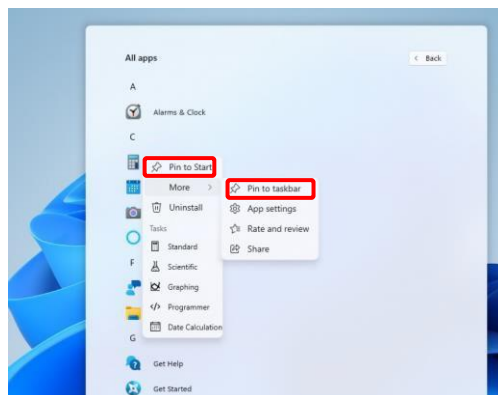 All apps
< Back
A
Alarms & Clock
C
Pin to Start
More >
Pin to taskbar
Uninstall
App settings
Tasks
Rate and review
Standard
Share
F
Scientific
Graphing
</> Programmer
Date Calculation
G
Get Help
Get Started